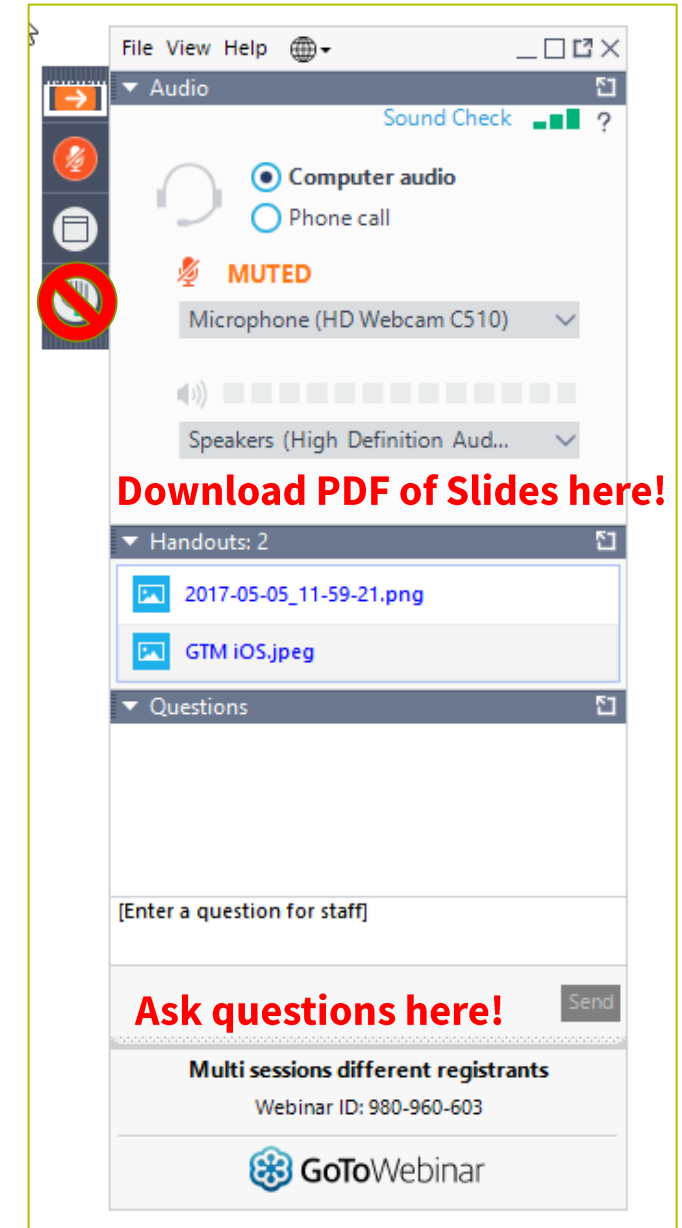 File View Help
Audio
Sound Check ?
Computer audio
Phone call
MUTED
Microphone (HD Webcam C510)
Speakers (High Definition Aud...
Download PDF of Slides here!
Handouts: 2
2017-05-05_11-59-21.png
GTM iOS.jpeg
Questions
[Enter a question for staff]
Ask questions here!
Send
Multi sessions different registrants
Webinar ID: 980-960-603
GoToWebinar